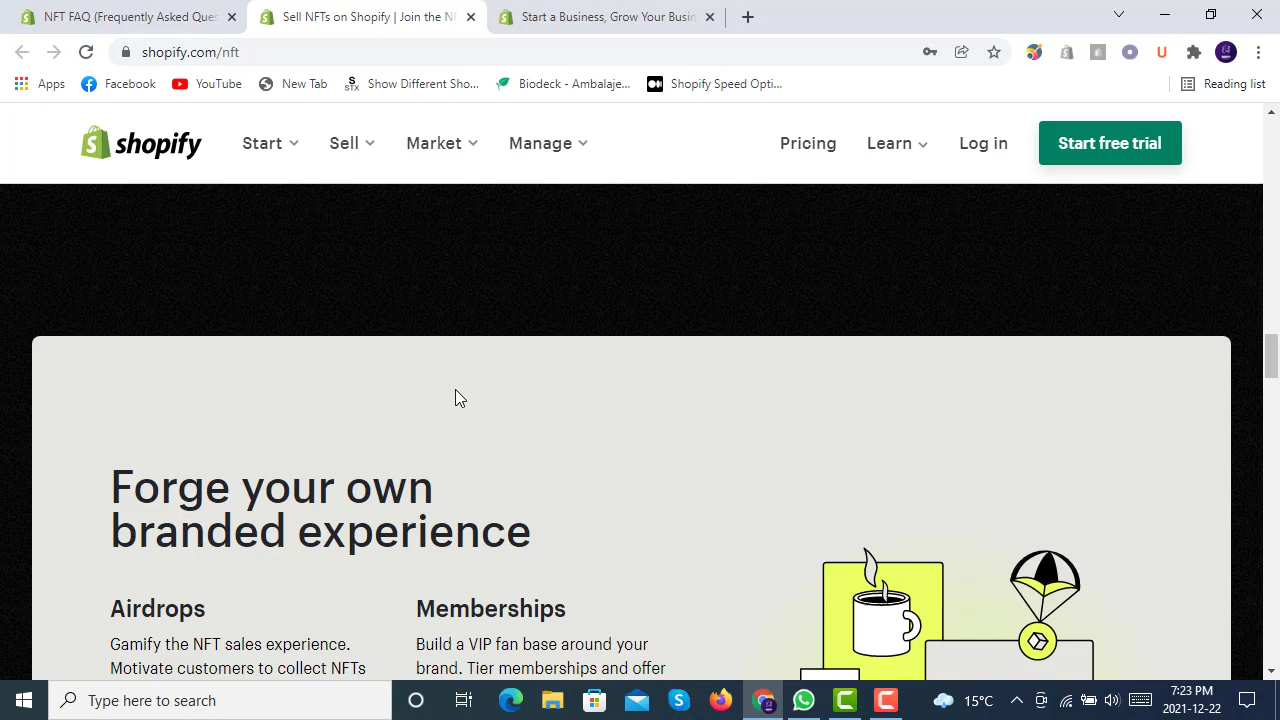 NFT FAQ (Frequently Asked Ques
Sell NFTs on Shopify | Join the NF
Start a Business, Grow Your Busin
shopify.com/nft
Apps
Facebook
YouTube
New Tab
STX
Show Different Sho...
Biodeck - Ambalaje...
Shopify Speed Opti...
Reading list
shopify
Start
Sell
Market
Manage
Pricing
Learn
Log in
Start free trial
Forge your own
branded experience
Airdrops
Memberships
Gamify the NFT sales experience.
Build a VIP fan base around your
Motivate customers to collect NFTs
brand. Tier memberships and offer
Type here to search
15°C
7:23 PM
2021-12-22